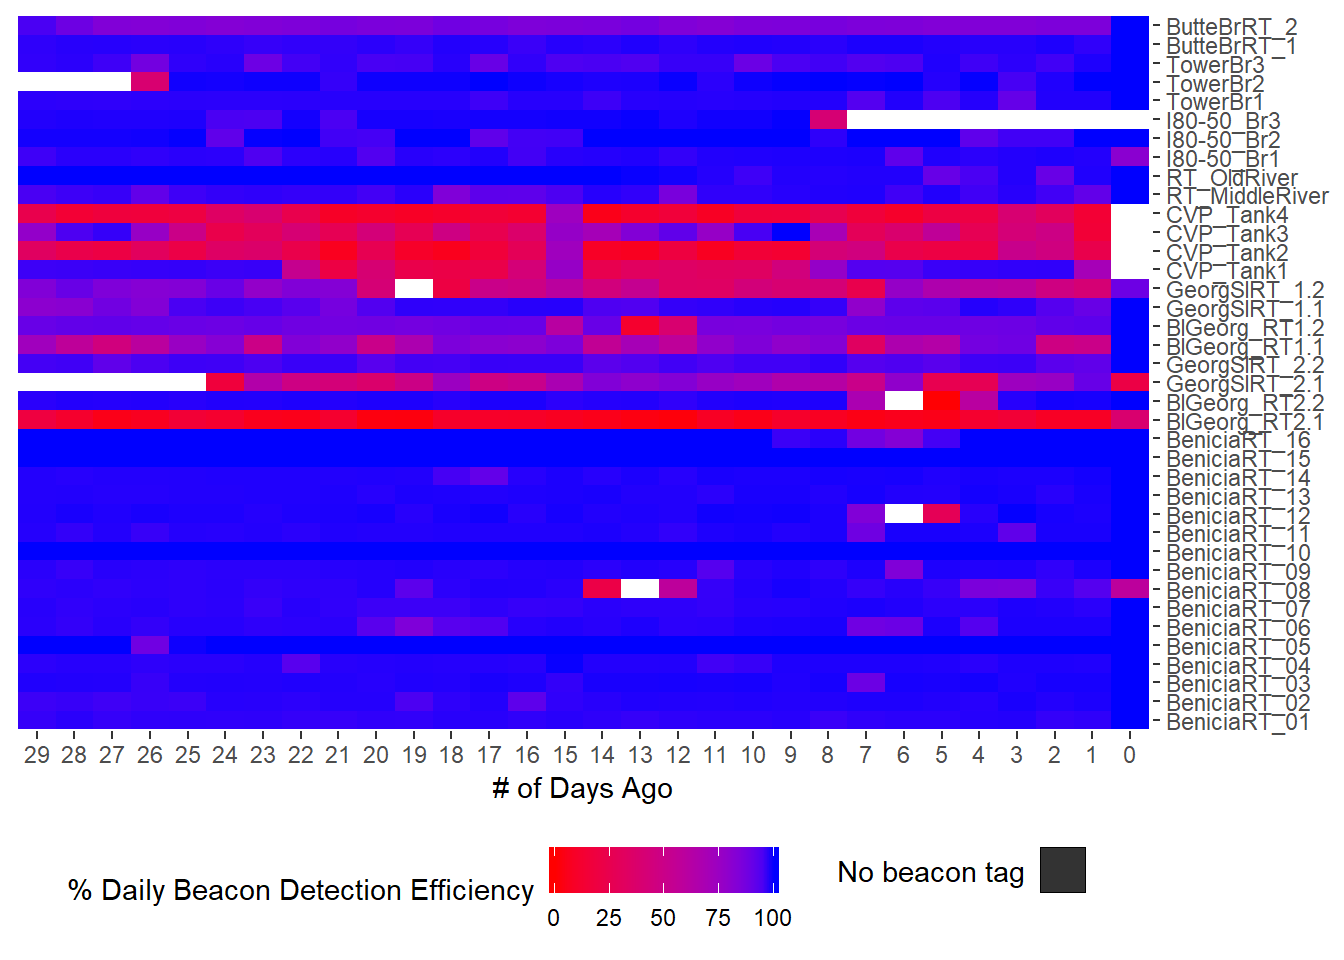 ButteBrRT_2
ButteBrRT_1
TowerBr3
TowerBr2
TowerBr1
I80-50_Br3
I80-50_Br2
I80-50_Br1
RT_OldRiver
RT_MiddleRiver
CVP_Tank4
CVP_Tank3
CVP_Tank2
CVP_Tank1
GeorgSlRT_1.2
GeorgSlRT_1.1
BlGeorg_RT1.2
BlGeorg_RT1.1
GeorgSlRT_2.2
GeorgSlRT_2.1
BlGeorg_RT2.2
BlGeorg_RT2.1
BeniciaRT_16
BeniciaRT_15
BeniciaRT_14
BeniciaRT_13
BeniciaRT_12
BeniciaRT_11
BeniciaRT_10
BeniciaRT_09
BeniciaRT_08
BeniciaRT_07
BeniciaRT_06
BeniciaRT_05
BeniciaRT_04
BeniciaRT_03
BeniciaRT_02
BeniciaRT_01
29 28 27 26 25 24 23 22 21 20 19 18 17 16 15 14 13 12 11 10 9 8 7 6 5 4 3 2 1 0
# of Days Ago
% Daily Beacon Detection Efficiency
0 25 50 75 100
No beacon tag